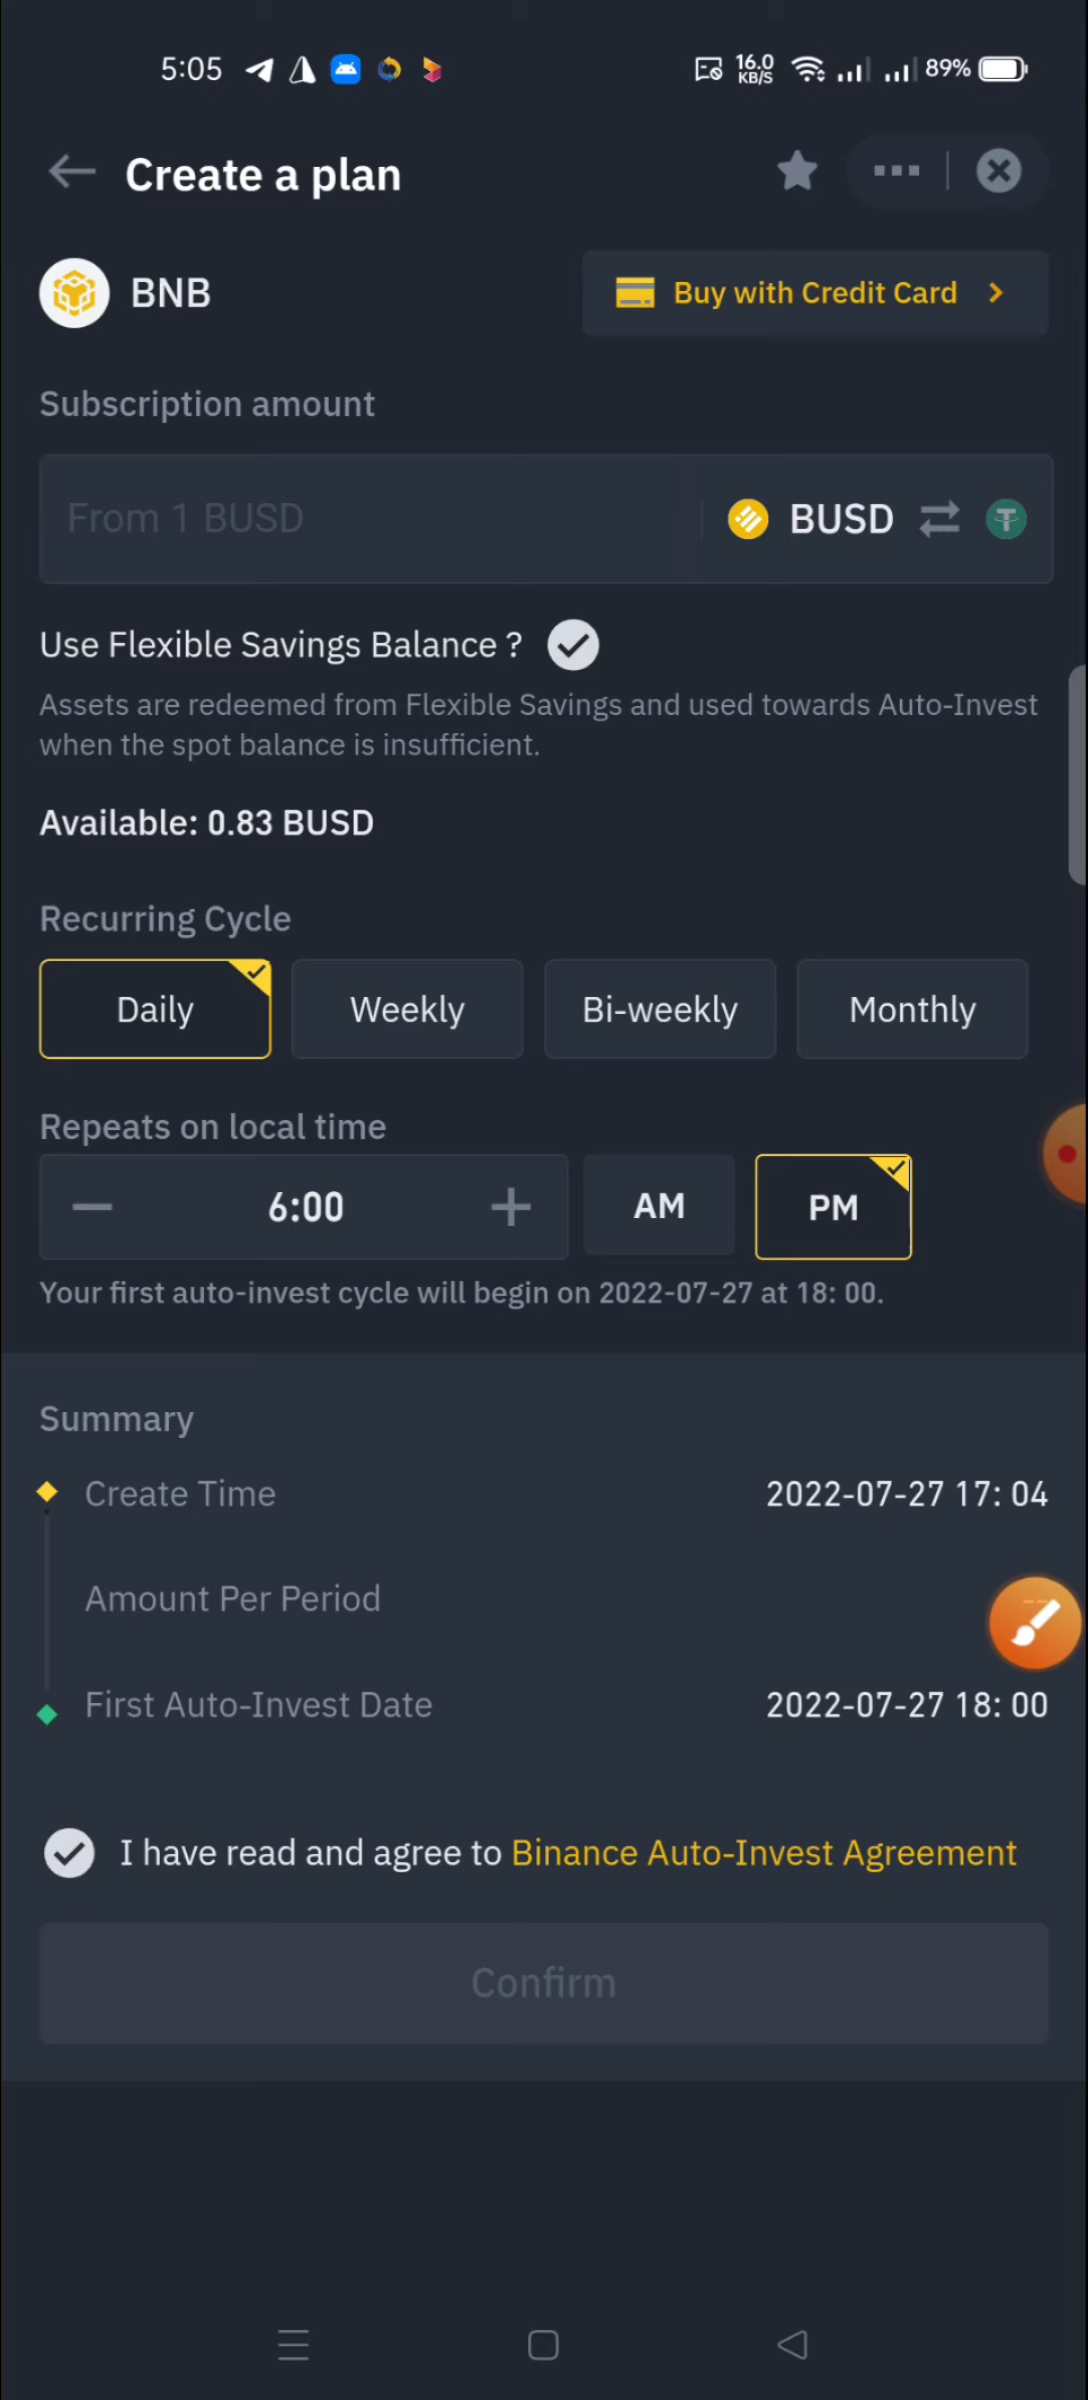 5:05 16.0 KB/S 89%
Create a plan
BNB Buy with Credit Card
Subscription amount
From 1 BUSD BUSD
Use Flexible Savings Balance ?
Assets are redeemed from Flexible Savings and used towards Auto-Invest
when the spot balance is insufficient.
Available: 0.83 BUSD
Recurring Cycle
Daily Weekly Bi-weekly Monthly
Repeats on local time
6:00 AM PM
Your first auto-invest cycle will begin on 2022-07-27 at 18: 00.
Summary
Create Time 2022-07-27 17: 04
Amount Per Period
First Auto-Invest Date 2022-07-27 18: 00
I have read and agree to Binance Auto-Invest Agreement
Confirm